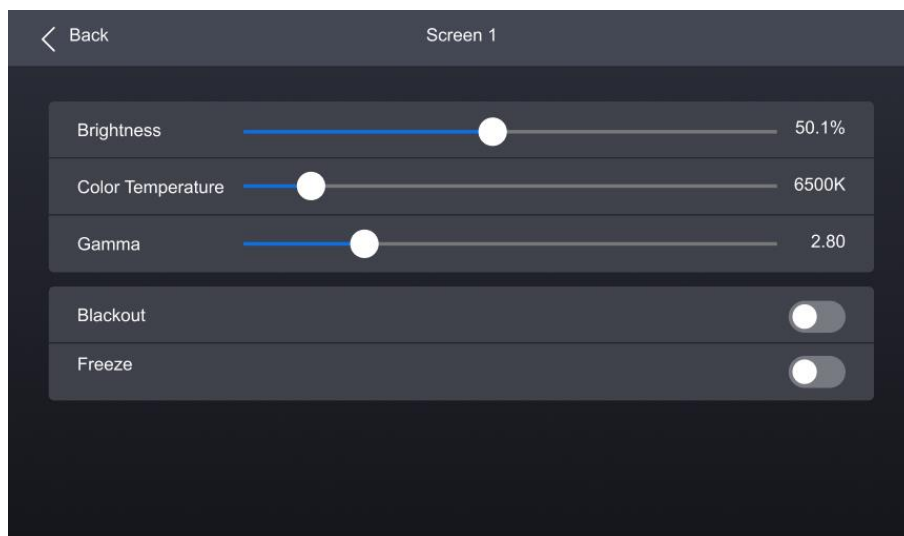 Back Screen 1
Brightness 50.1%
Color Temperature 6500K
Gamma 2.80
Blackout
Freeze